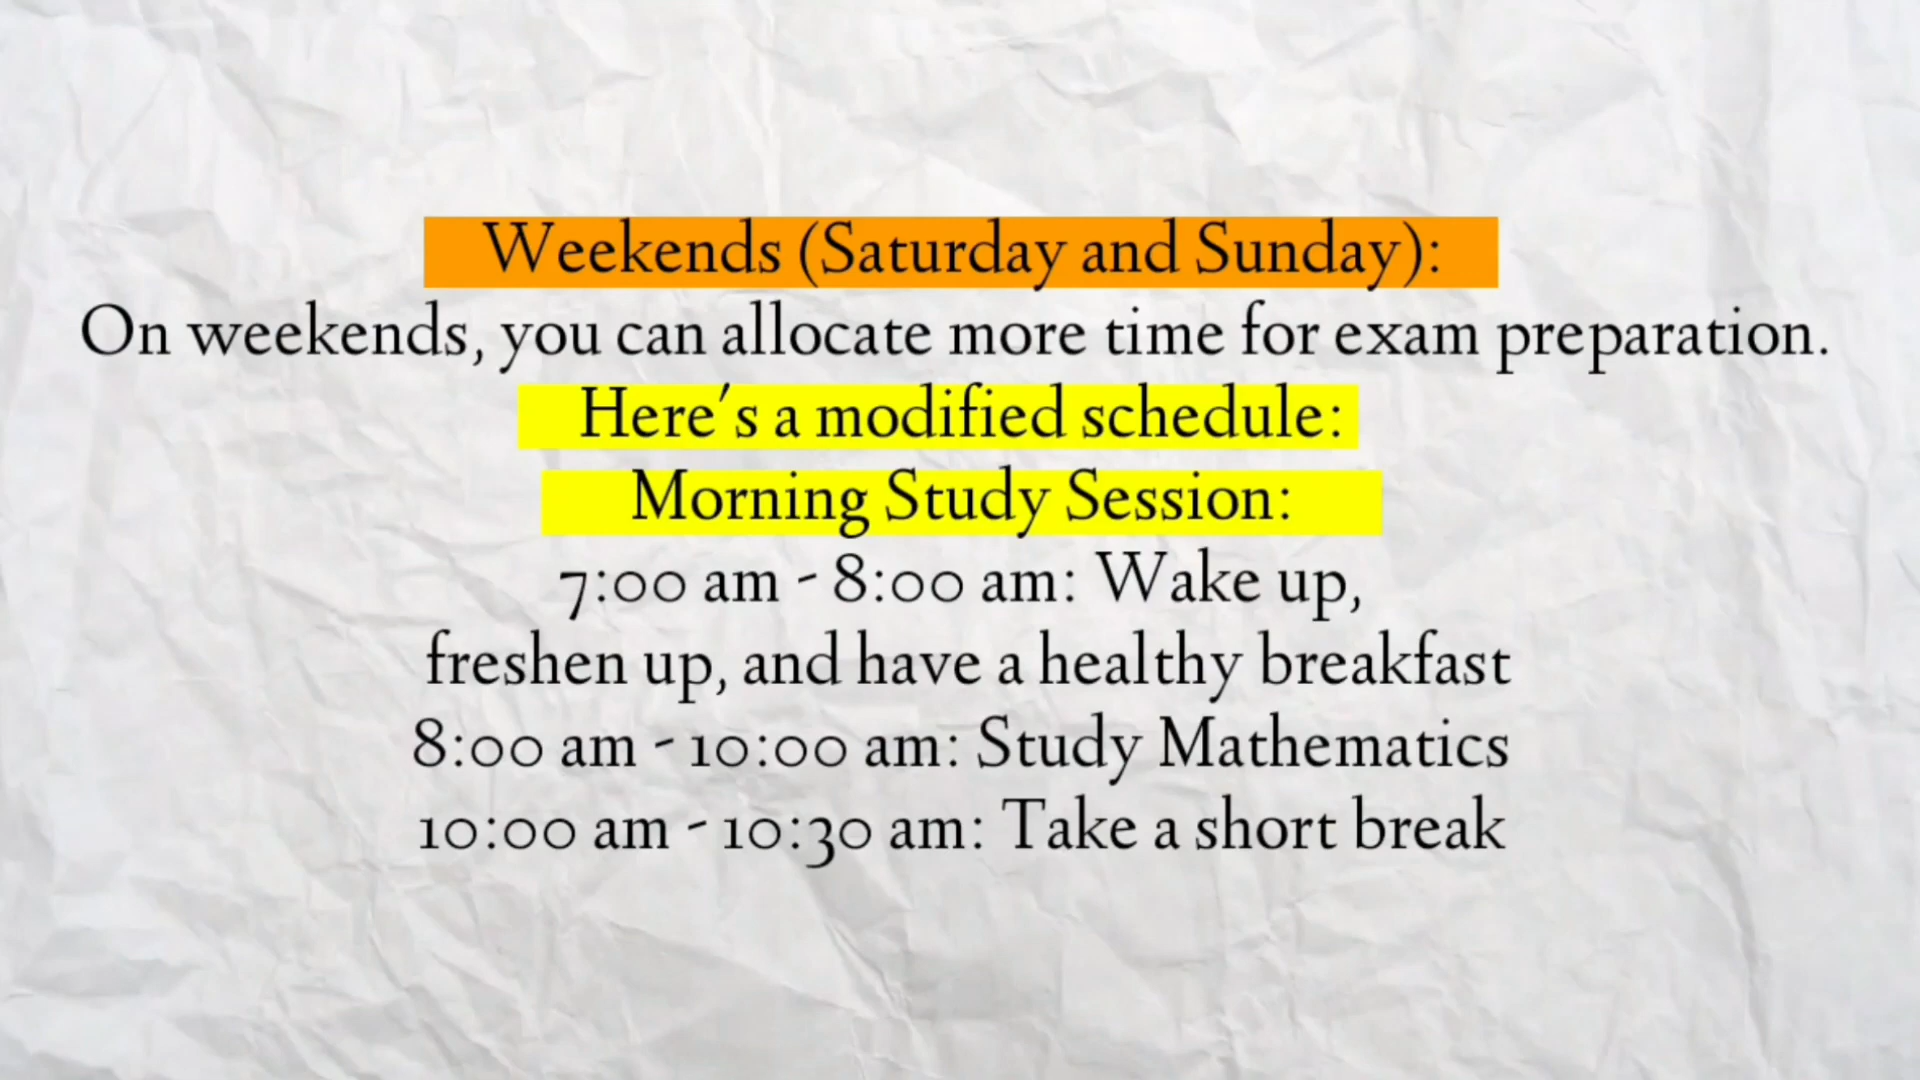 Weekends (Saturday and Sunday):
On weekends, you can allocate more time for exam preparation.
Here's a modified schedule:
Morning Study Session:
7:00 am - 8:00 am: Wake up,
freshen up, and have a healthy breakfast
8:00 am - 10:00 am: Study Mathematics
10:00 am - 10:30 am: Take a short break